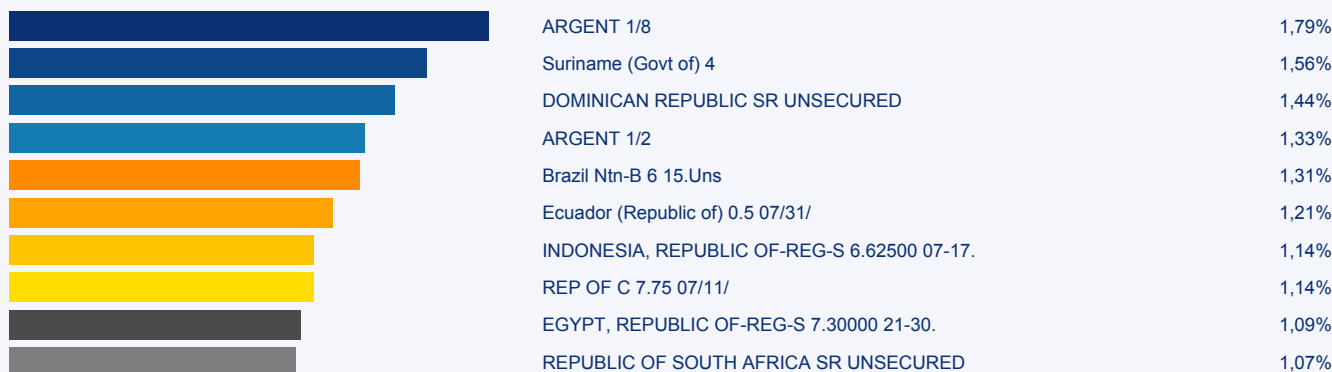 ARGENT 1/8 1,79%
Suriname (Govt of) 4 1,56%
DOMINICAN REPUBLIC SR UNSECURED 1,44%
ARGENT 1/2 1,33%
Brazil Ntn-B 6 15.Uns 1,31%
Ecuador (Republic of) 0.5 07/31/ 1,21%
INDONESIA, REPUBLIC OF-REG-S 6.62500 07-17. 1,14%
REP OF C 7.75 07/11/ 1,14%
EGYPT, REPUBLIC OF-REG-S 7.30000 21-30. 1,09%
REPUBLIC OF SOUTH AFRICA SR UNSECURED 1,07%